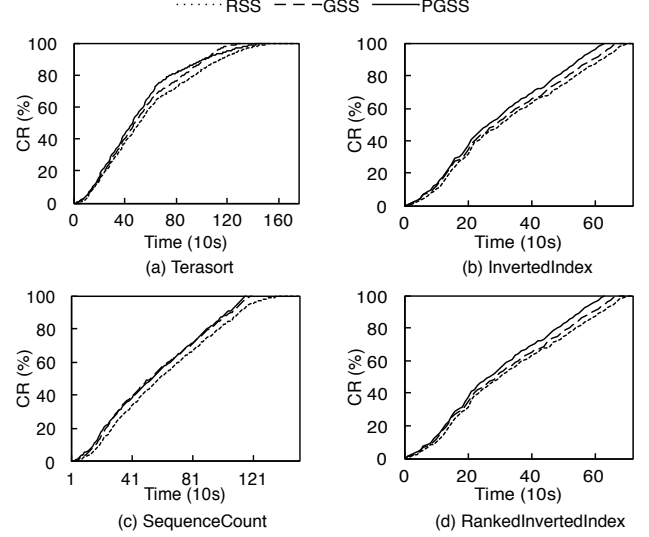 RSS GSS PGSS
100 80 60 40 20 0
CR (%)
0 40 80 120 160
Time (10s)
(a) Terasort
100 80 60 40 20 0
CR (%)
0 20 40 60
Time (10s)
(b) InvertedIndex
100 80 60 40 20 0
CR (%)
1 41 81 121
Time (10s)
(c) SequenceCount
100 80 60 40 20 0
CR (%)
0 20 40 60
Time (10s)
(d) RankedInvertedIndex